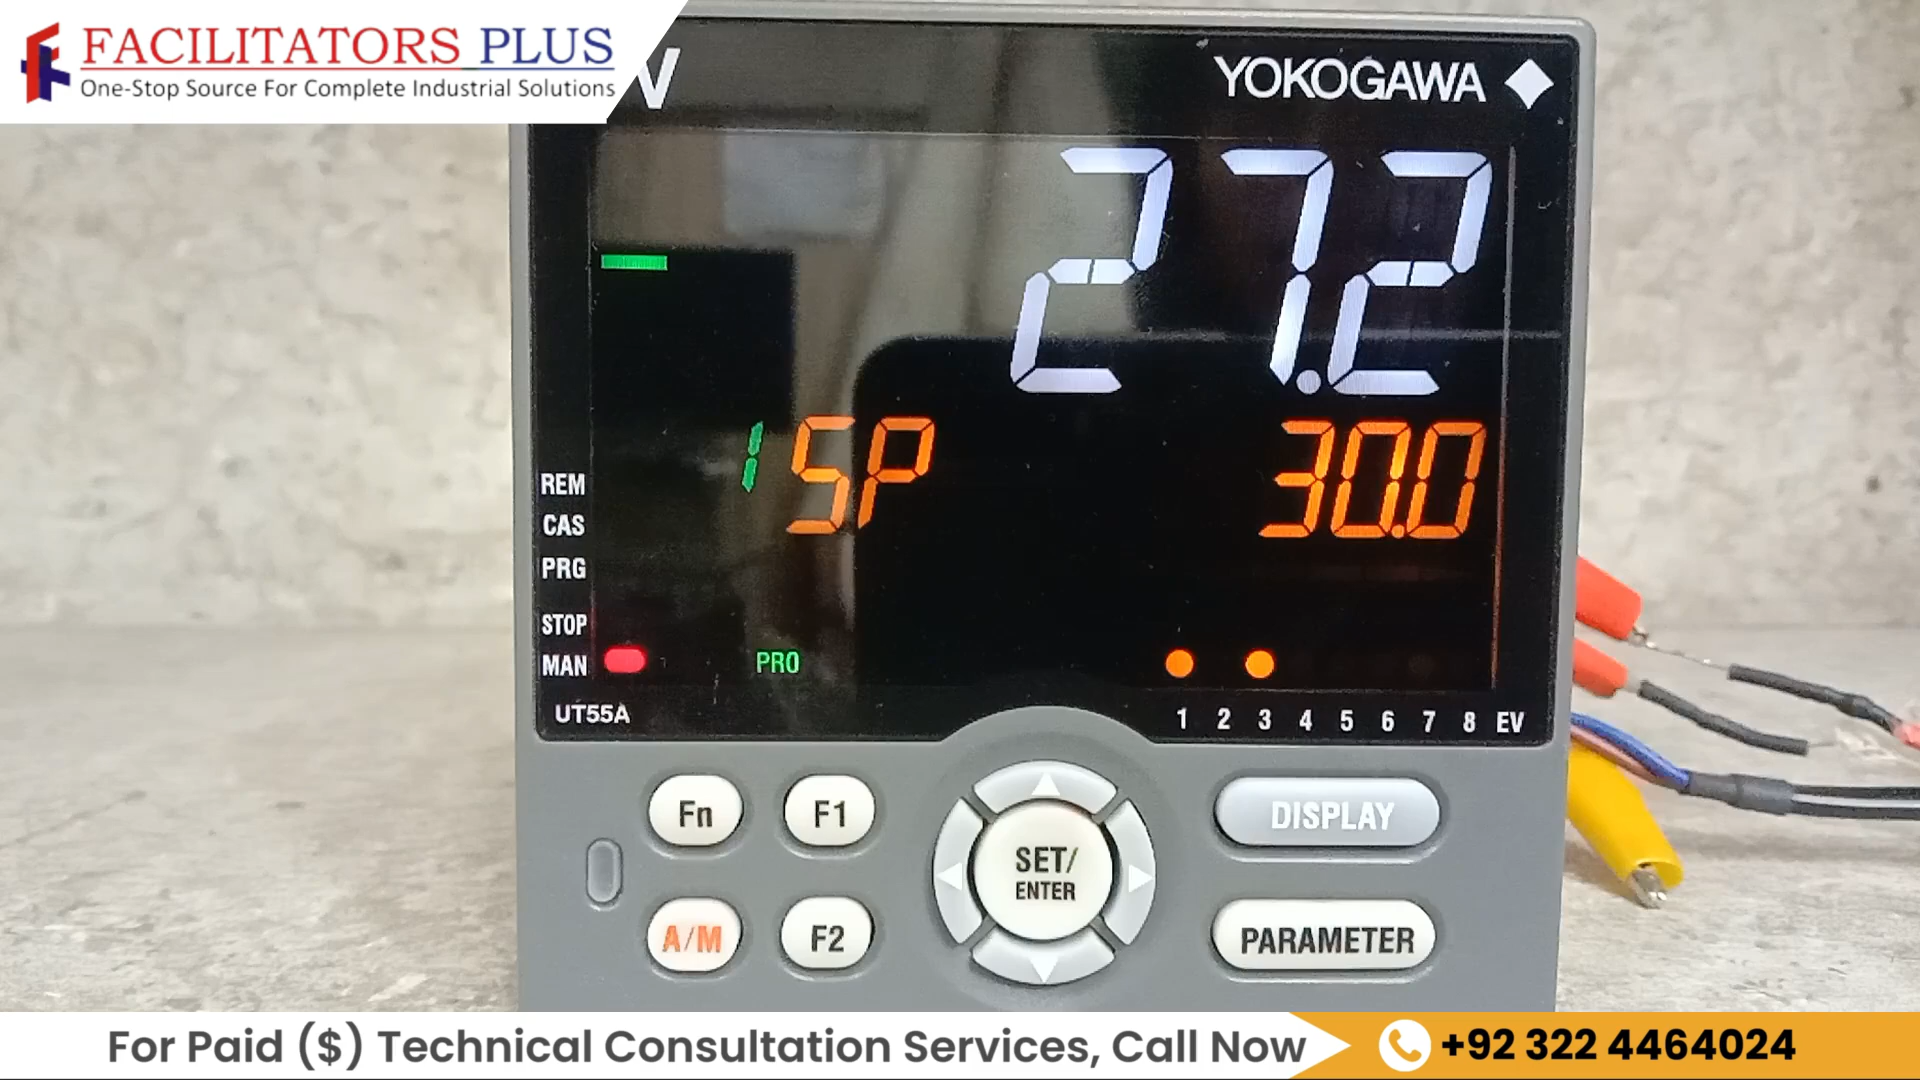 FACILITATORS PLUS
One-Stop Source For Complete Industrial Solutions
V
YOKOGAWA
27.2
1 SP 30.0
REM
CAS
PRG
STOP
MAN PRO
UT55A 1 2 3 4 5 6 7 8 EV
Fn F1 DISPLAY
SET/
ENTER
A/M F2 PARAMETER
For Paid ($) Technical Consultation Services, Call Now +92 322 4464024